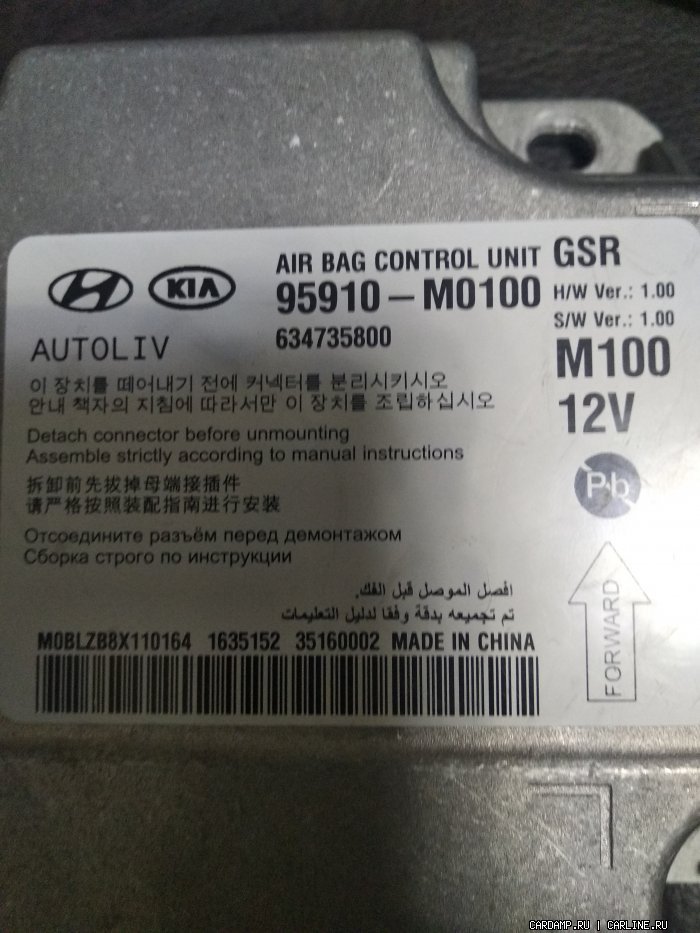 KIA
AIR BAG CONTROL UNIT GSR
95910-M0100 H/W Ver.: 1.00
S/W Ver.: 1.00
AUTOLIV
634735800
M100
12V
Pb
이 장치를 떼어내기 전에 커넥터를 분리시키시오
안내 책자의 지침에 따라서만 이 장치를 조립하십시오
Detach connector before unmounting
Assemble strictly according to manual instructions
拆卸前先拔掉母端接插件
请严格按照装配指南进行安装
Отсоедините разъём перед демонтажом
Сборка строго по инструкции
افصل الموصل قبل الفك.
تم تجميعه بدقة وفقا لدليل التعليمات
FORWARD
M0BLZB8X110164 1635152 35160002 MADE IN CHINA
CARDAMP.RU | CARLINE.RU